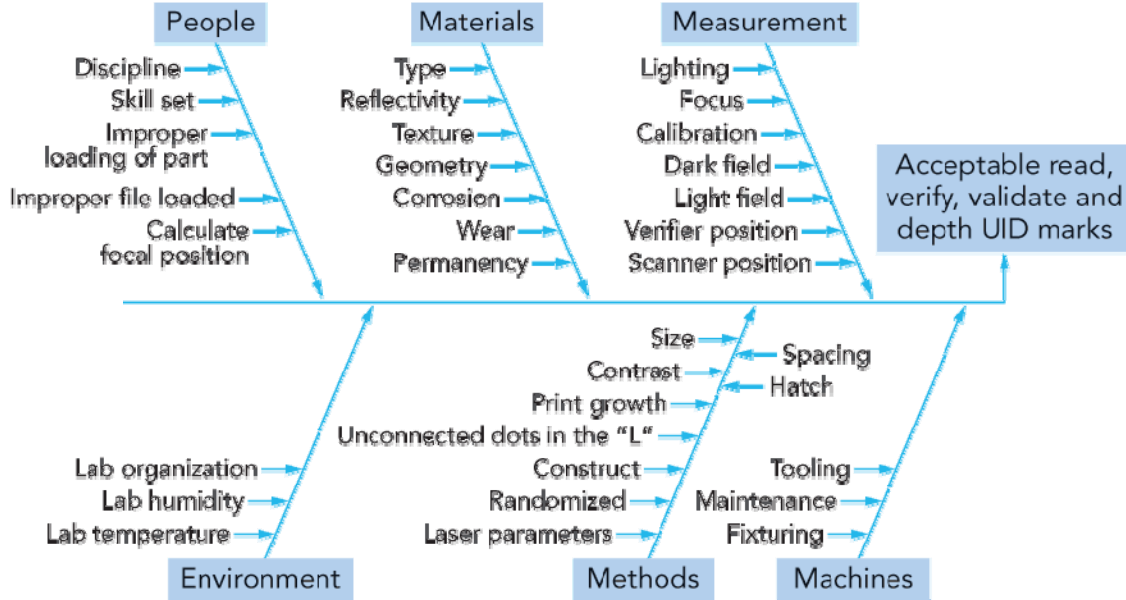 People
Materials
Measurement
Discipline
Skill set
Improper
loading of part
Improper file loaded
Calculate
focal position
Type
Reflectivity
Texture
Geometry
Corrosion
Wear
Permanency
Lighting
Focus
Calibration
Dark field
Light field
Verifier position
Scanner position
Acceptable read,
verify, validate and
depth UID marks
Lab organization
Lab humidity
Lab temperature
Size
Spacing
Contrast
Hatch
Print growth
Unconnected dots in the “L“
Construct
Randomized
Laser parameters
Tooling
Maintenance
Fixturing
Environment
Methods
Machines